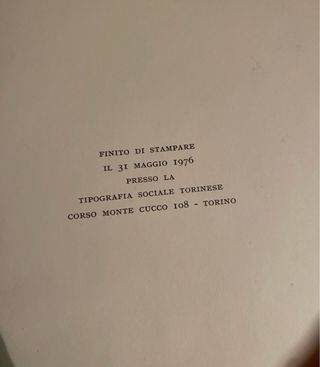 FINITO DI STAMPARE
IL 31 MAGGIO 1976
PRESSO LA
TIPOGRAFIA SOCIALE TORINESE
CORSO MONTE CUCCO 108 - TORINO